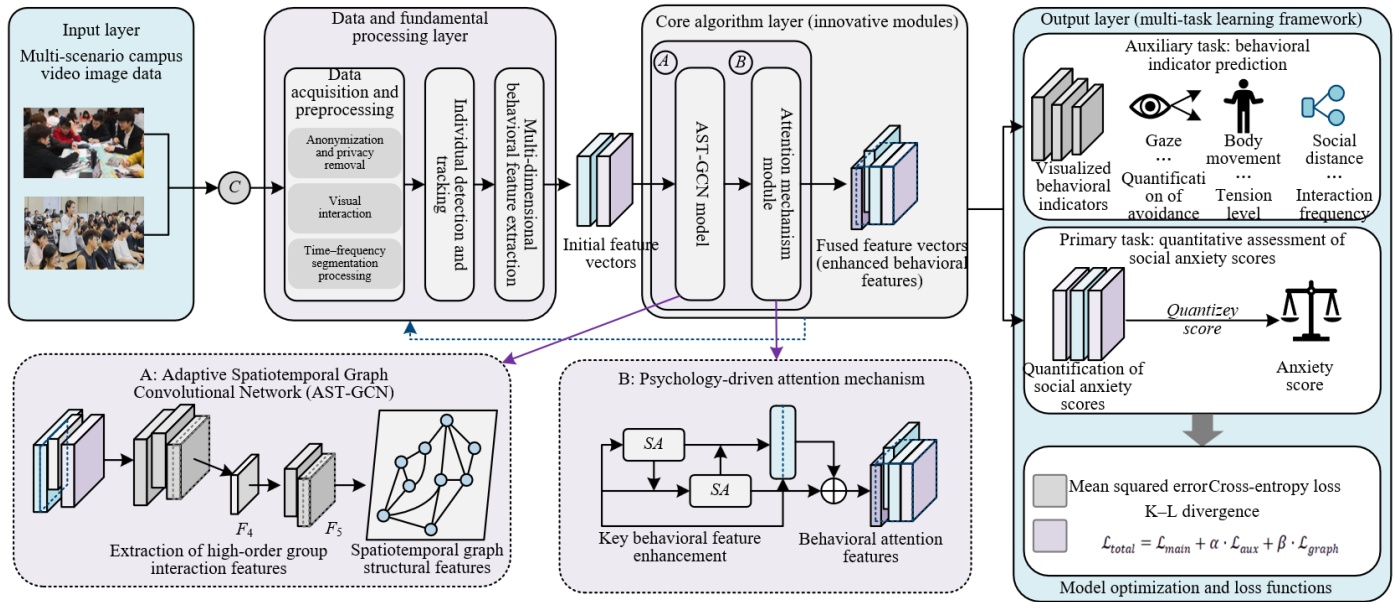 Input layer
Multi-scenario campus
video image data
C
Data and fundamental
processing layer
Data
acquisition and
preprocessing
Anonymization
and privacy
removal
Visual
interaction
Time–frequency
segmentation
processing
Individual detection and
tracking
Multi-dimensional
behavioral feature extraction
Initial feature
vectors
Core algorithm layer (innovative modules)
A
B
AST-GCN model
Attention mechanism
module
Fused feature vectors
(enhanced behavioral
features)
Output layer (multi-task learning framework)
Auxiliary task: behavioral
indicator prediction
Visualized
behavioral
indicators
Gaze
...
Quantificati
on of
avoidance
Body
movement
...
Tension
level
Social
distance
...
Interaction
frequency
Primary task: quantitative assessment of
social anxiety scores
Quantification of
social anxiety
scores
Quantizey
score
Anxiety
score
Mean squared errorCross-entropy loss
K–L divergence
ℒtotal = ℒmain + α · ℒaux + β · ℒgraph
Model optimization and loss functions
A: Adaptive Spatiotemporal Graph
Convolutional Network (AST-GCN)
F4
F5
Extraction of high-order group
interaction features
Spatiotemporal graph
structural features
B: Psychology-driven attention mechanism
SA
SA
Key behavioral feature
enhancement
Behavioral attention
features